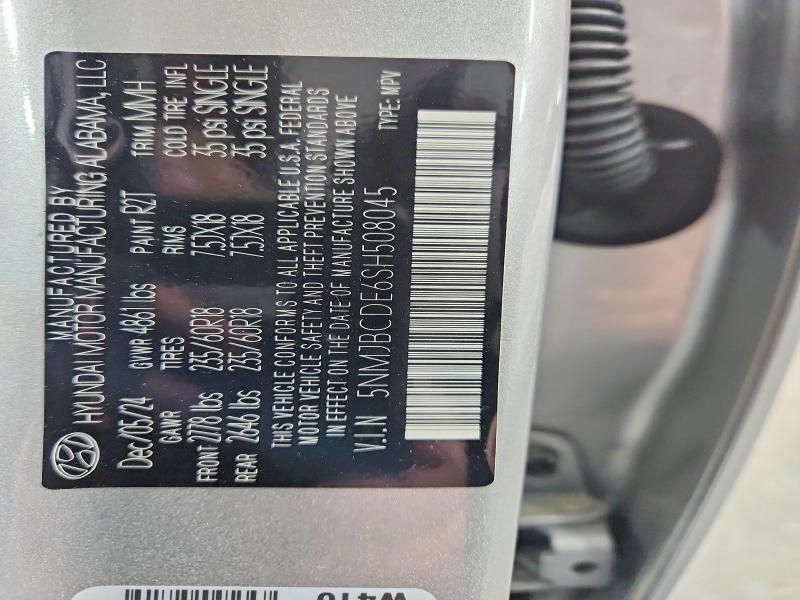 MANUFACTURED BY
HYUNDAI MOTOR MANUFACTURING ALABAMA, LLC
Dec/05/24 GVWR 4861 lbs PAINT R2T TRIM MMH
GAWR TIRES RIMS COLD TIRE INFL
FRONT 2778 lbs 235/60R18 7.5JX18 35 psi SINGLE
REAR 2646 lbs 235/60R18 7.5JX18 35 psi SINGLE
THIS VEHICLE CONFORMS TO ALL APPLICABLE U.S.A. FEDERAL
MOTOR VEHICLE SAFETY AND THEFT PREVENTION STANDARDS
IN EFFECT ON THE DATE OF MANUFACTURE SHOWN ABOVE
V.I.N 5NMJBCDE6SH508045 TYPE: MPV